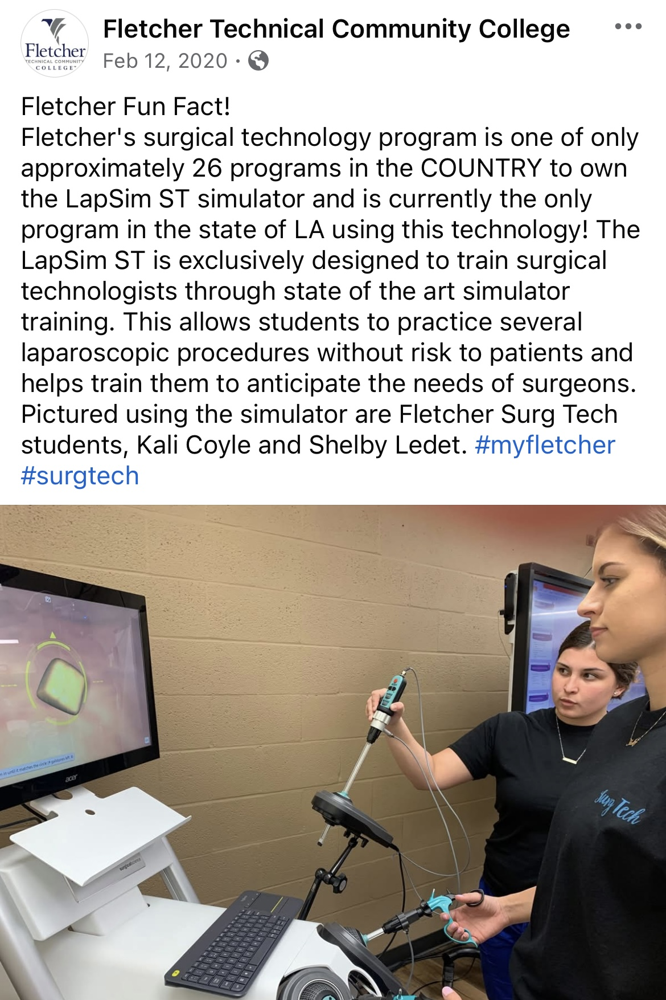 Fletcher Technical Community College
Feb 12, 2020 ·
Fletcher
TECHNICAL COMMUNITY
COLLEGE
Fletcher Fun Fact!
Fletcher's surgical technology program is one of only
approximately 26 programs in the COUNTRY to own
the LapSim ST simulator and is currently the only
program in the state of LA using this technology! The
LapSim ST is exclusively designed to train surgical
technologists through state of the art simulator
training. This allows students to practice several
laparoscopic procedures without risk to patients and
helps train them to anticipate the needs of surgeons.
Pictured using the simulator are Fletcher Surg Tech
students, Kali Coyle and Shelby Ledet. #myfletcher
#surgtech
acer
surgicalscience
Surg Tech